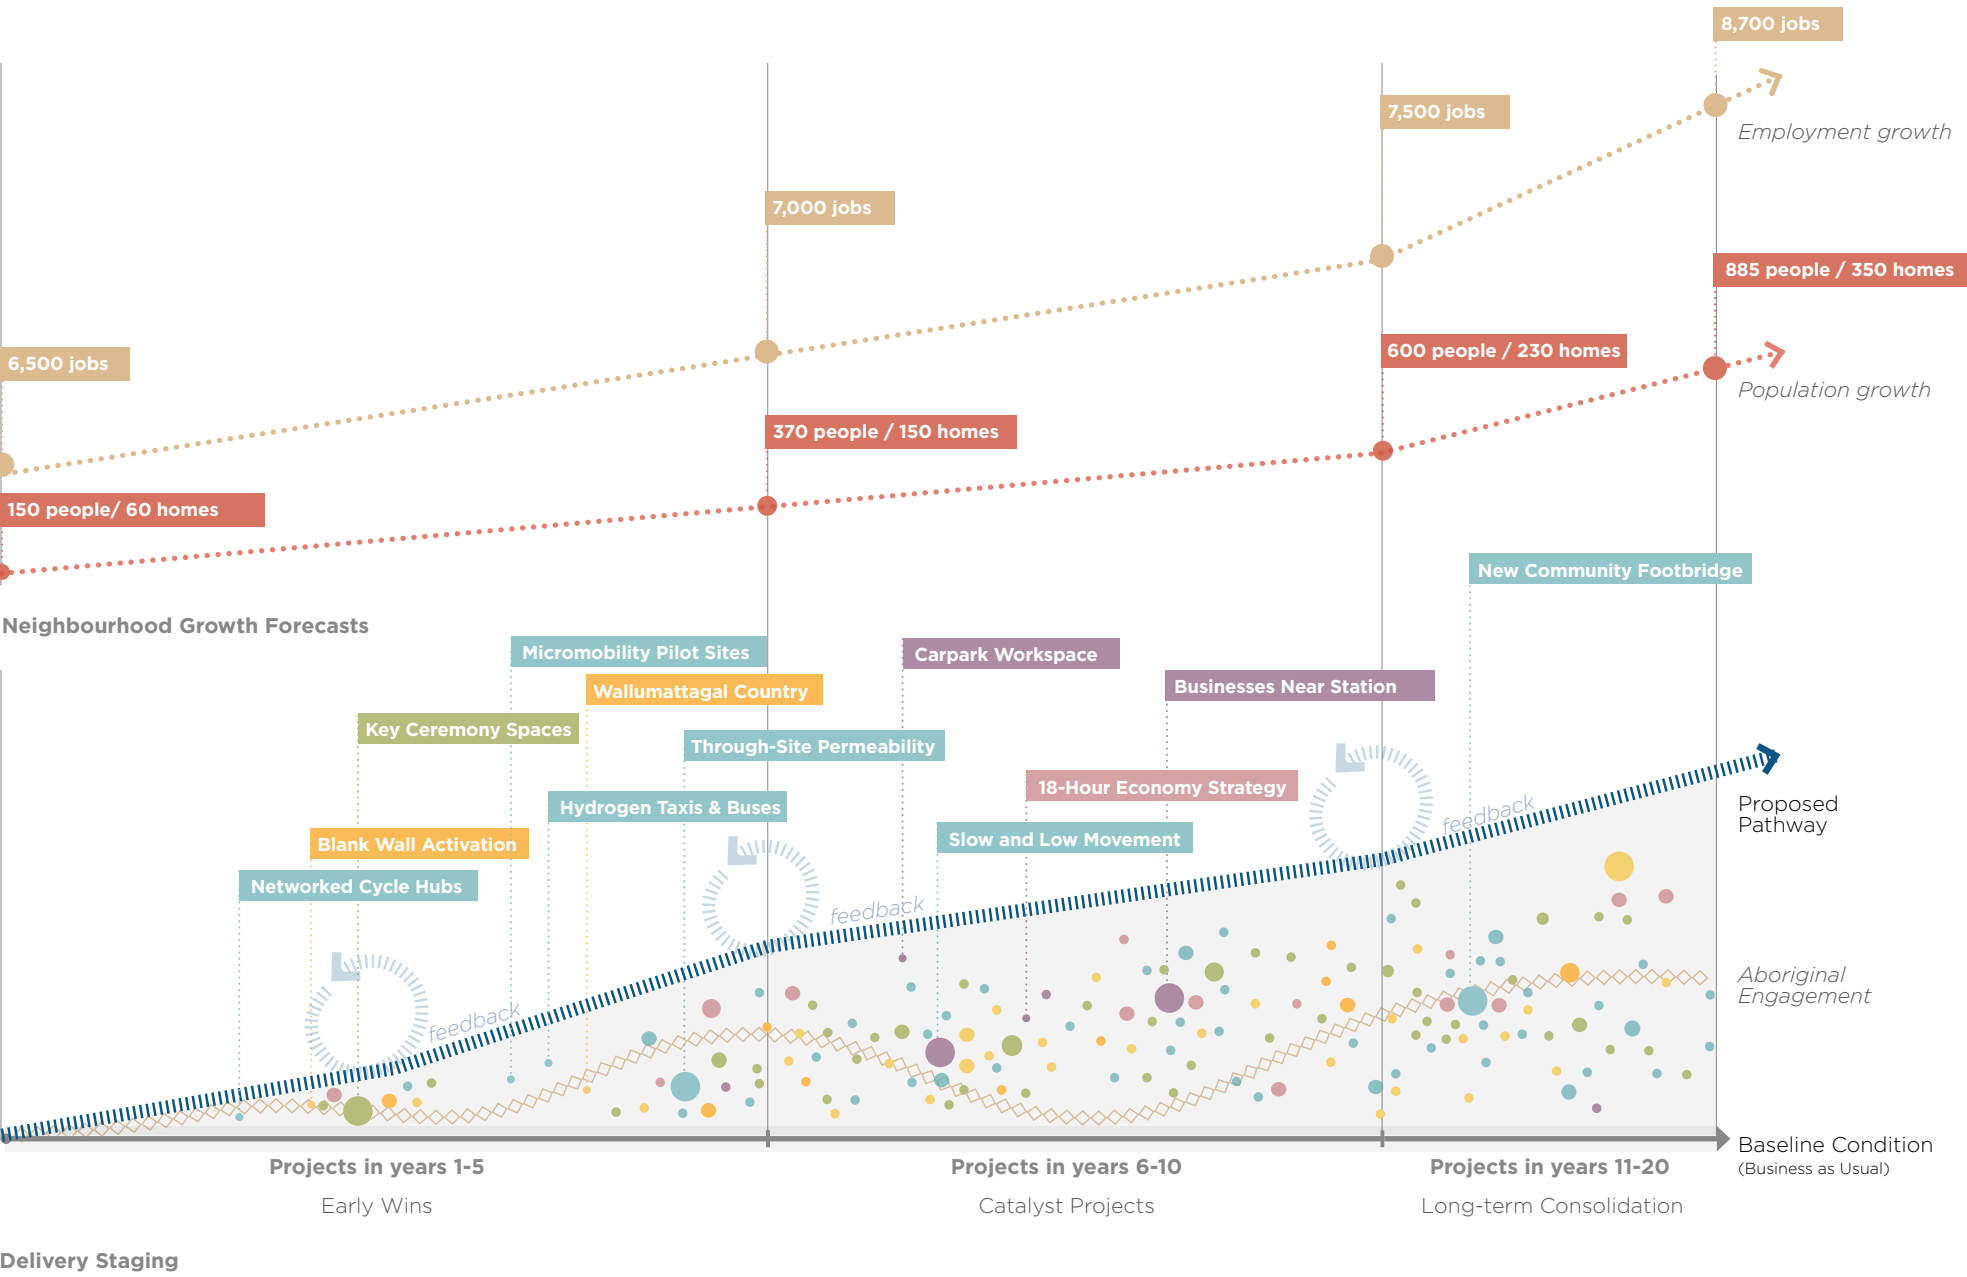 8,700 jobs
7,500 jobs
Employment growth
7,000 jobs
885 people / 350 homes
600 people / 230 homes
6,500 jobs
Population growth
370 people / 150 homes
150 people/ 60 homes
New Community Footbridge
Neighbourhood Growth Forecasts
Micromobility Pilot Sites
Carpark Workspace
Wallumattagal Country
Businesses Near Station
Key Ceremony Spaces
Through-Site Permeability
18-Hour Economy Strategy
Hydrogen Taxis & Buses
Proposed
Pathway
feedback
Blank Wall Activation
Slow and Low Movement
Networked Cycle Hubs
feedback
Aboriginal
Engagement
feedback
Baseline Condition
(Business as Usual)
Projects in years 1-5
Projects in years 6-10
Projects in years 11-20
Early Wins
Catalyst Projects
Long-term Consolidation
Delivery Staging